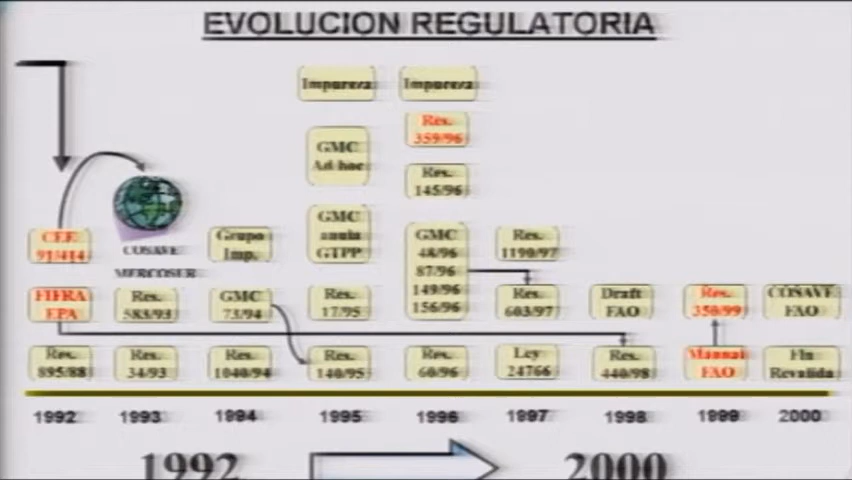 EVOLUCION REGULATORIA
Impureza
Impureza
Res.
359/96
GMC
Ad-hoc
Res.
145/96
CEE
91/414
COSAVE
MERCOSUR
Grupo
Imp.
GMC
anula
GTPP
GMC
48/96
87/96
149/96
156/96
Res.
1190/97
FIFRA
EPA
Res.
583/93
GMC
73/94
Res.
17/95
Res.
603/97
Draft
FAO
Res.
350/99
COSAVE
FAO
Res.
895/88
Res.
34/93
Res.
1040/94
Res.
140/95
Res.
60/96
Ley
24766
Res.
440/98
Manual
FAO
Fin
Revalida
1992 1993 1994 1995 1996 1997 1998 1999 2000
1992 2000